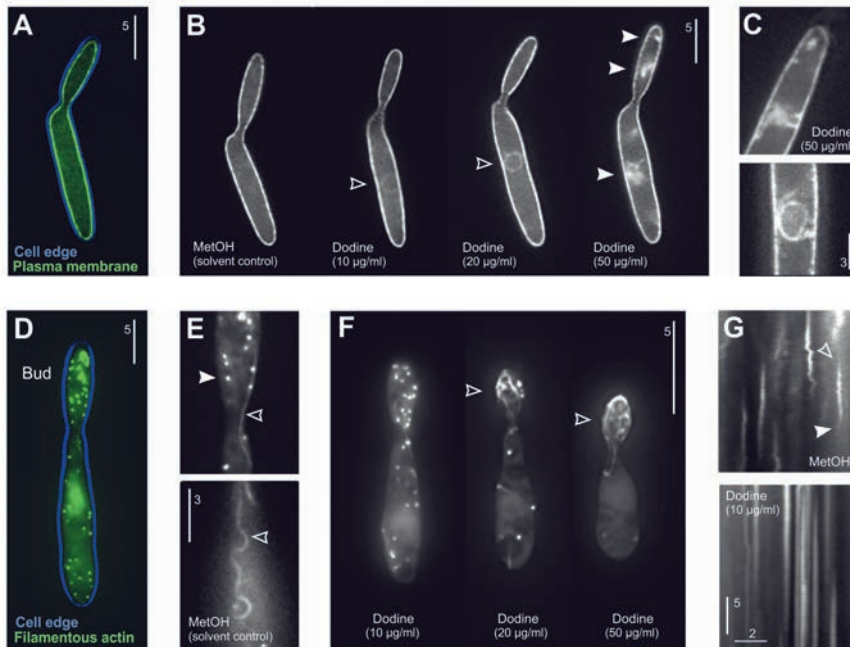 A
5
Cell edge
Plasma membrane
B
5
MetOH
(solvent control)
Dodine
(10 µg/ml)
Dodine
(20 µg/ml)
Dodine
(50 µg/ml)
C
Dodine
(50 µg/ml)
3
D
5
Bud
Cell edge
Filamentous actin
E
3
MetOH
(solvent control)
F
5
Dodine
(10 µg/ml)
Dodine
(20 µg/ml)
Dodine
(50 µg/ml)
G
MetOH
Dodine
(10 µg/ml)
5
2